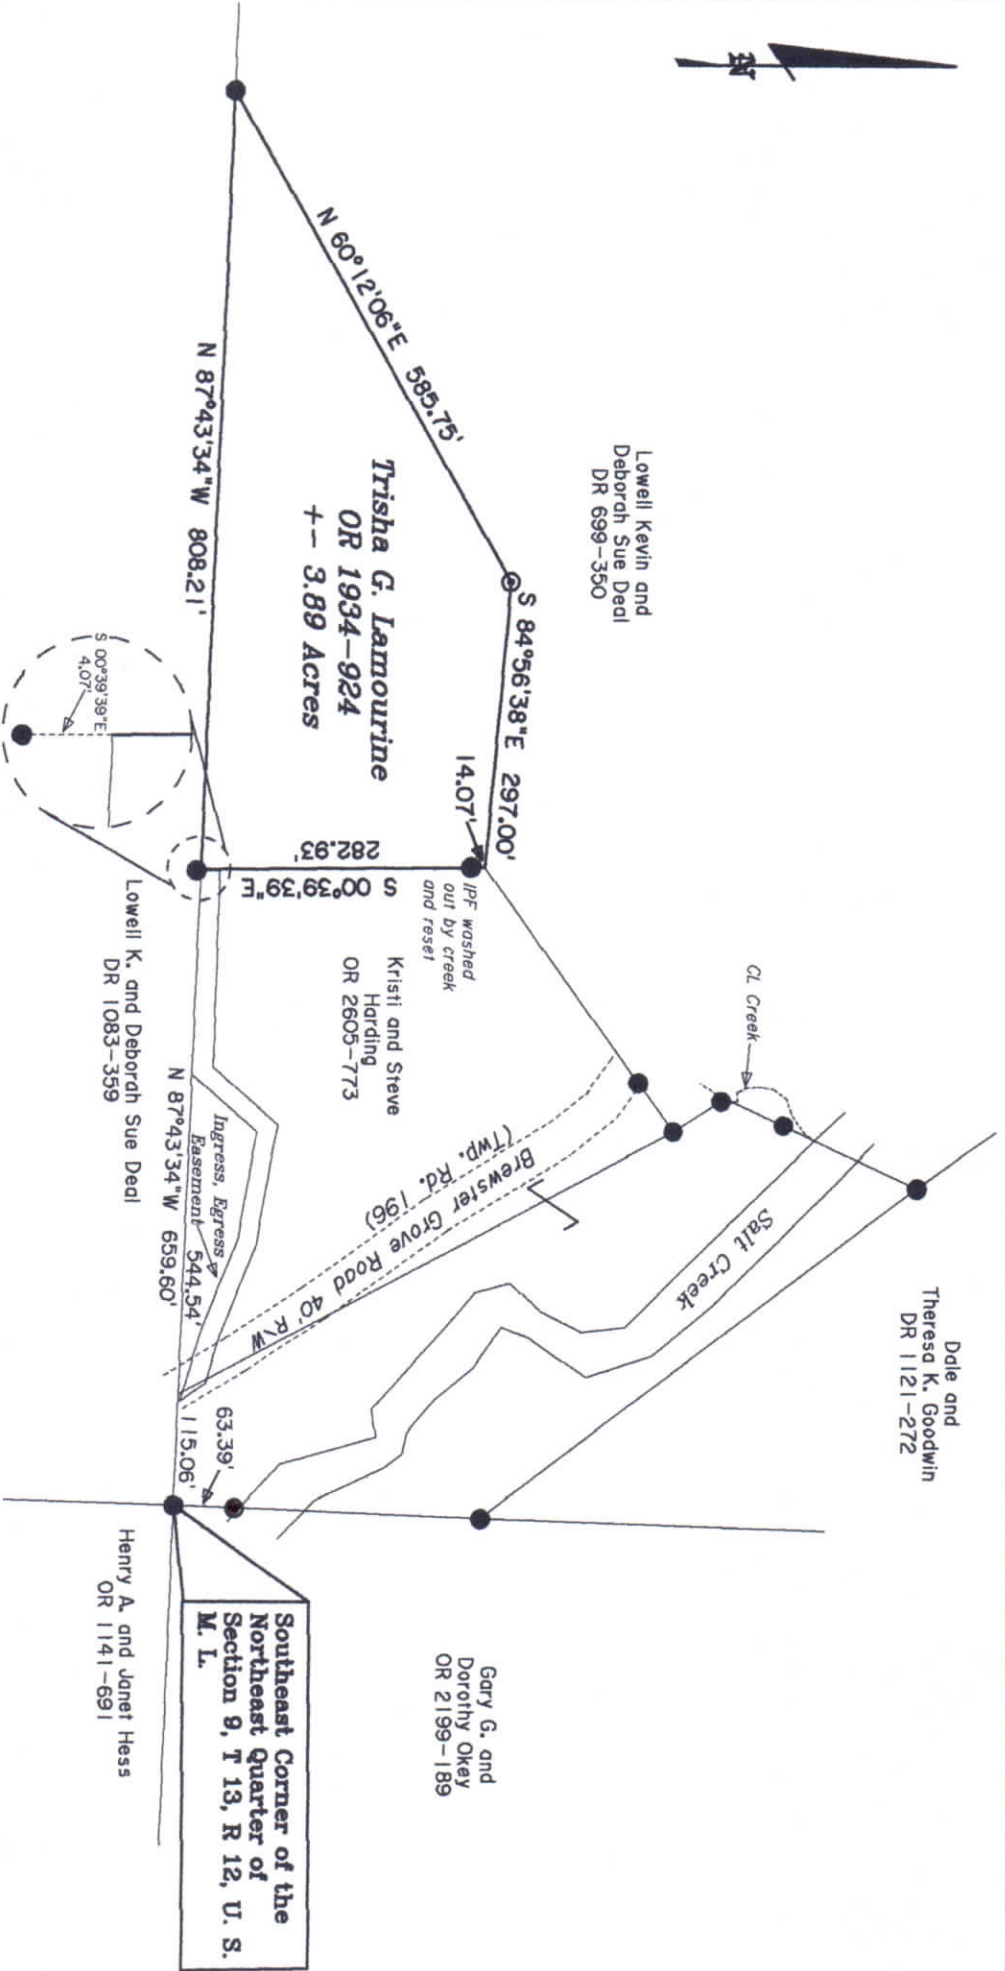 N
N 60°12'06"E 585.75'
Lowell Kevin and
Deborah Sue Deal
DR 699-350
S 84°56'38"E 297.00'
14.07'
IPF washed
out by creek
and reset
Trisha G. Lamourine
OR 1934-924
+- 3.89 Acres
N 87°43'34"W 808.21'
S 00°39'39"E
282.93'
S 00°39'39"E
4.07'
Kristi and Steve
Harding
OR 2605-773
CL Creek
Brewster Grove Road 40' R\W
(Twp. Rd. 196)
Salt Creek
Dale and
Theresa K. Goodwin
DR 1121-272
Ingress, Egress
Easement
544.54'
N 87°43'34"W 659.60'
Lowell K. and Deborah Sue Deal
DR 1083-359
63.39'
115.06'
Gary G. and
Dorothy Okey
OR 2199-189
Southeast Corner of the
Northeast Quarter of
Section 9, T 13, R 12, U. S.
M. L.
Henry A. and Janet Hess
OR 1141-691